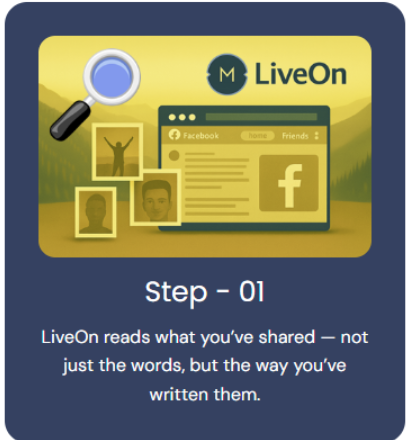 M LiveOn
Facebook home Friends
f
Step - 01
LiveOn reads what you've shared — not
just the words, but the way you've
written them.